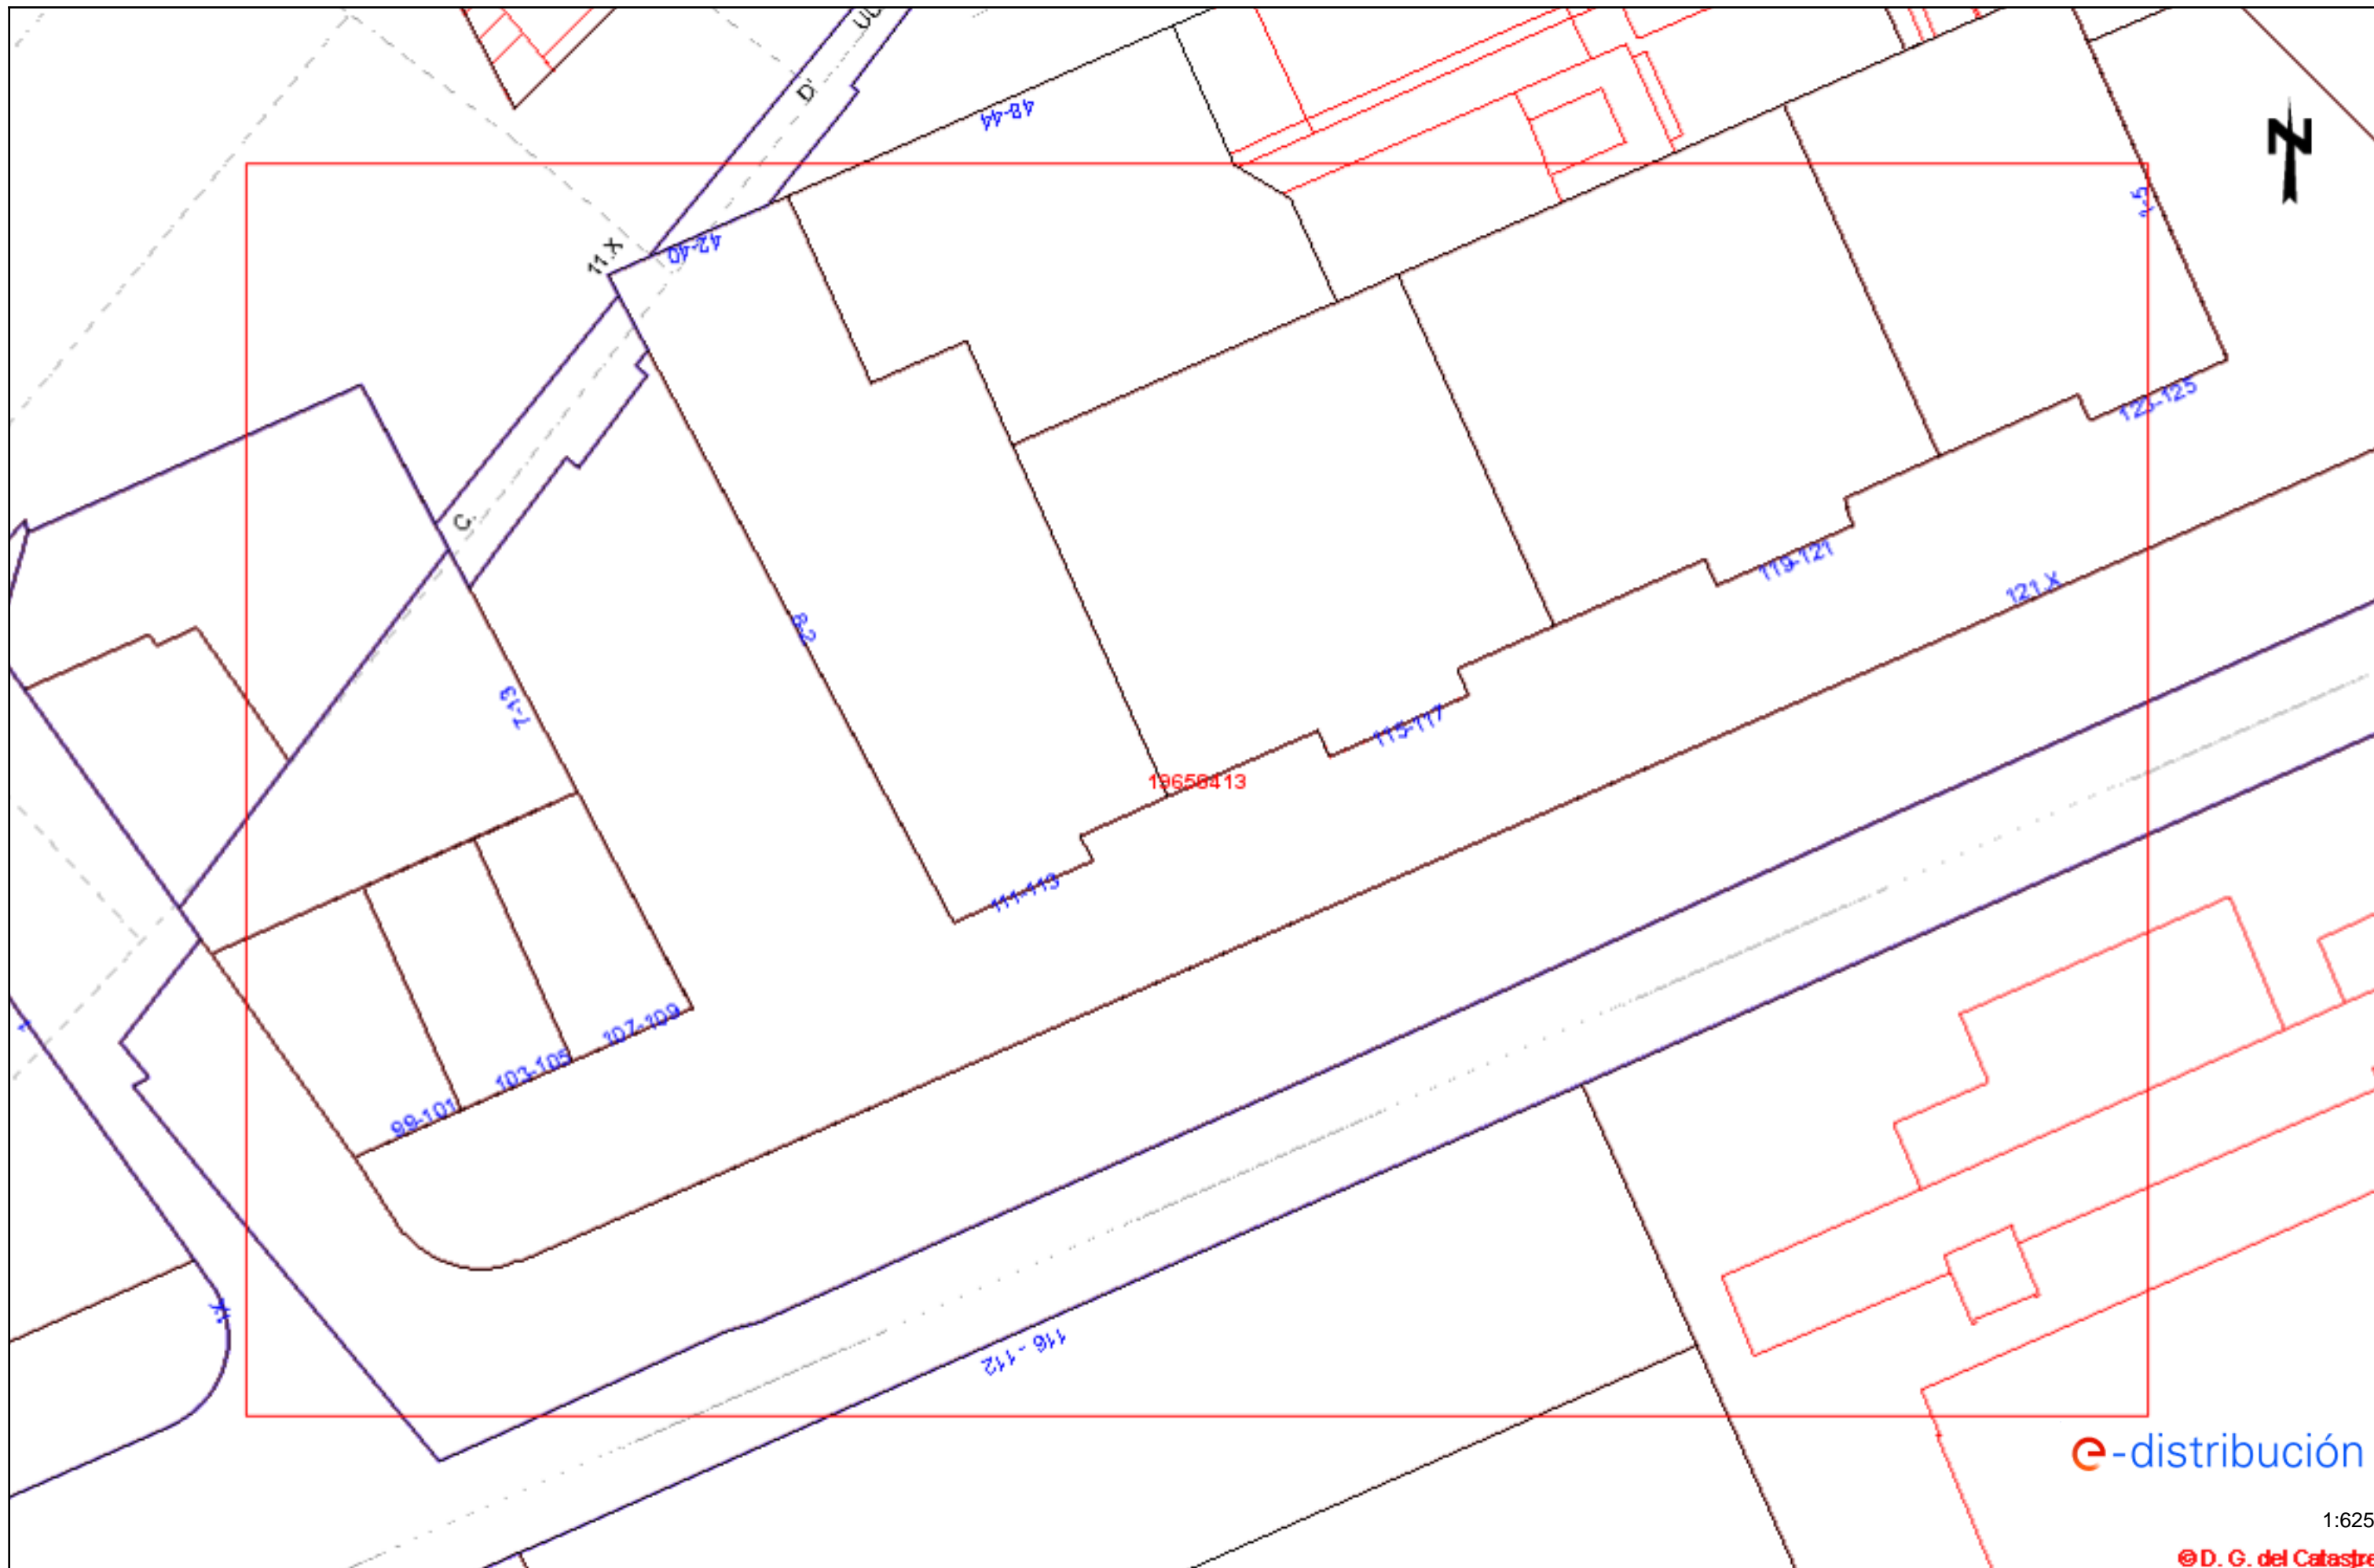 D'
48-44
N
42-40
11.X
123-125
C.
119-121
121.X
8-2
7-13
115-117
19658413
111-113
107-109
103-105
99-101
116 - 112
e-distribución
1:625
© D. G. del Catastro